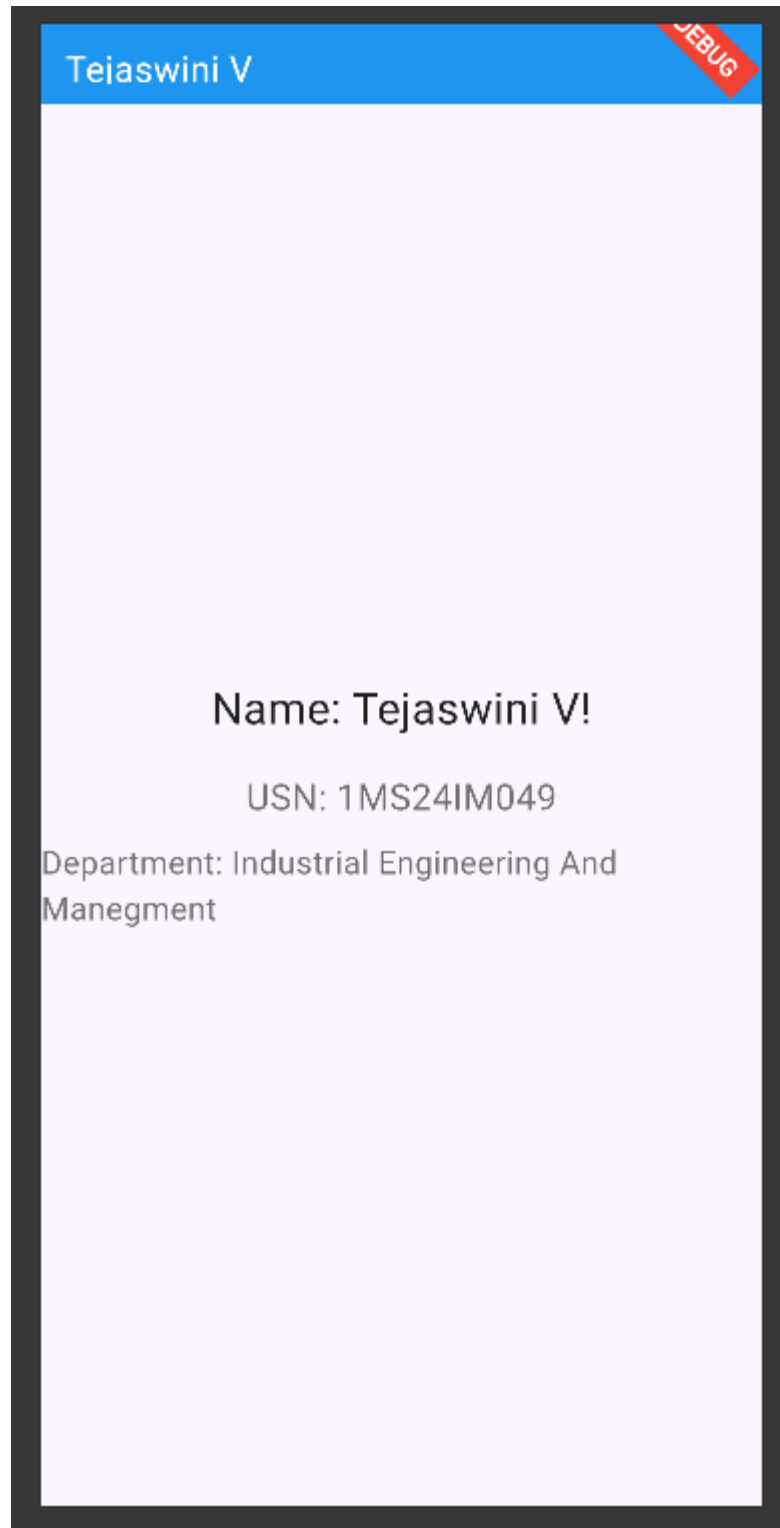 Tejaswini V
DEBUG
Name: Tejaswini V!
USN: 1MS24IM049
Department: Industrial Engineering And
Manegment